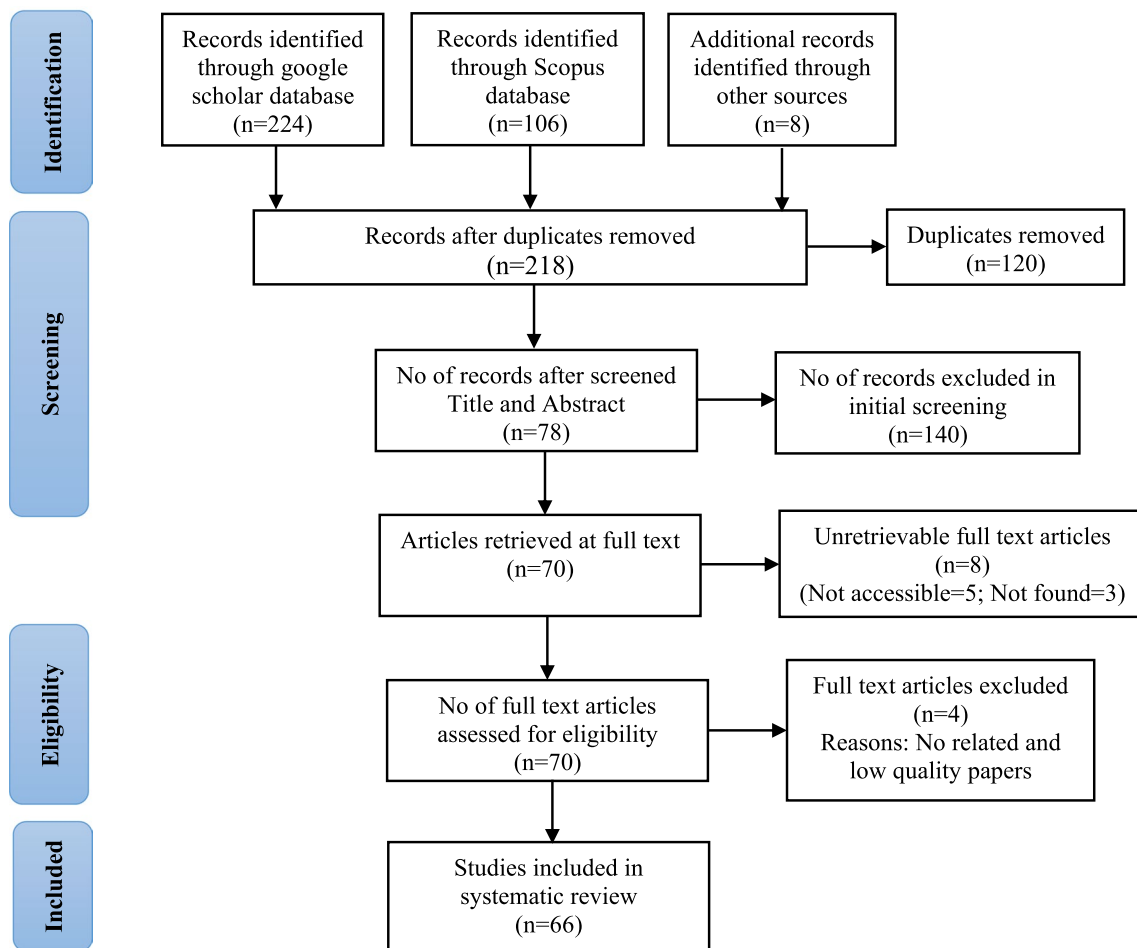 Identification
Records identified
through google
scholar database
(n=224)
Records identified
through Scopus
database
(n=106)
Additional records
identified through
other sources
(n=8)
Screening
Records after duplicates removed
(n=218)
Duplicates removed
(n=120)
No of records after screened
Title and Abstract
(n=78)
No of records excluded in
initial screening
(n=140)
Articles retrieved at full text
(n=70)
Unretrievable full text articles
(n=8)
(Not accessible=5; Not found=3)
Eligibility
No of full text articles
assessed for eligibility
(n=70)
Full text articles excluded
(n=4)
Reasons: No related and
low quality papers
Included
Studies included in
systematic review
(n=66)